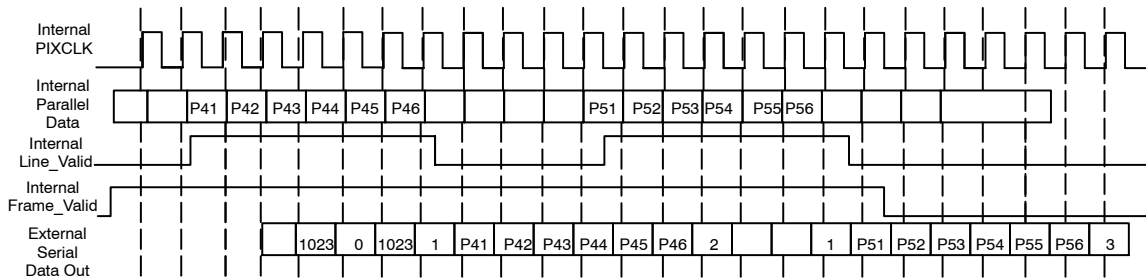 Internal
PIXCLK
Internal
Parallel
Data
P41 P42 P43 P44 P45 P46 P51 P52 P53 P54 P55 P56
Internal
Line_Valid
Internal
Frame_Valid
External
Serial
Data Out
1023 0 1023 1 P41 P42 P43 P44 P45 P46 2 1 P51 P52 P53 P54 P55 P56 3